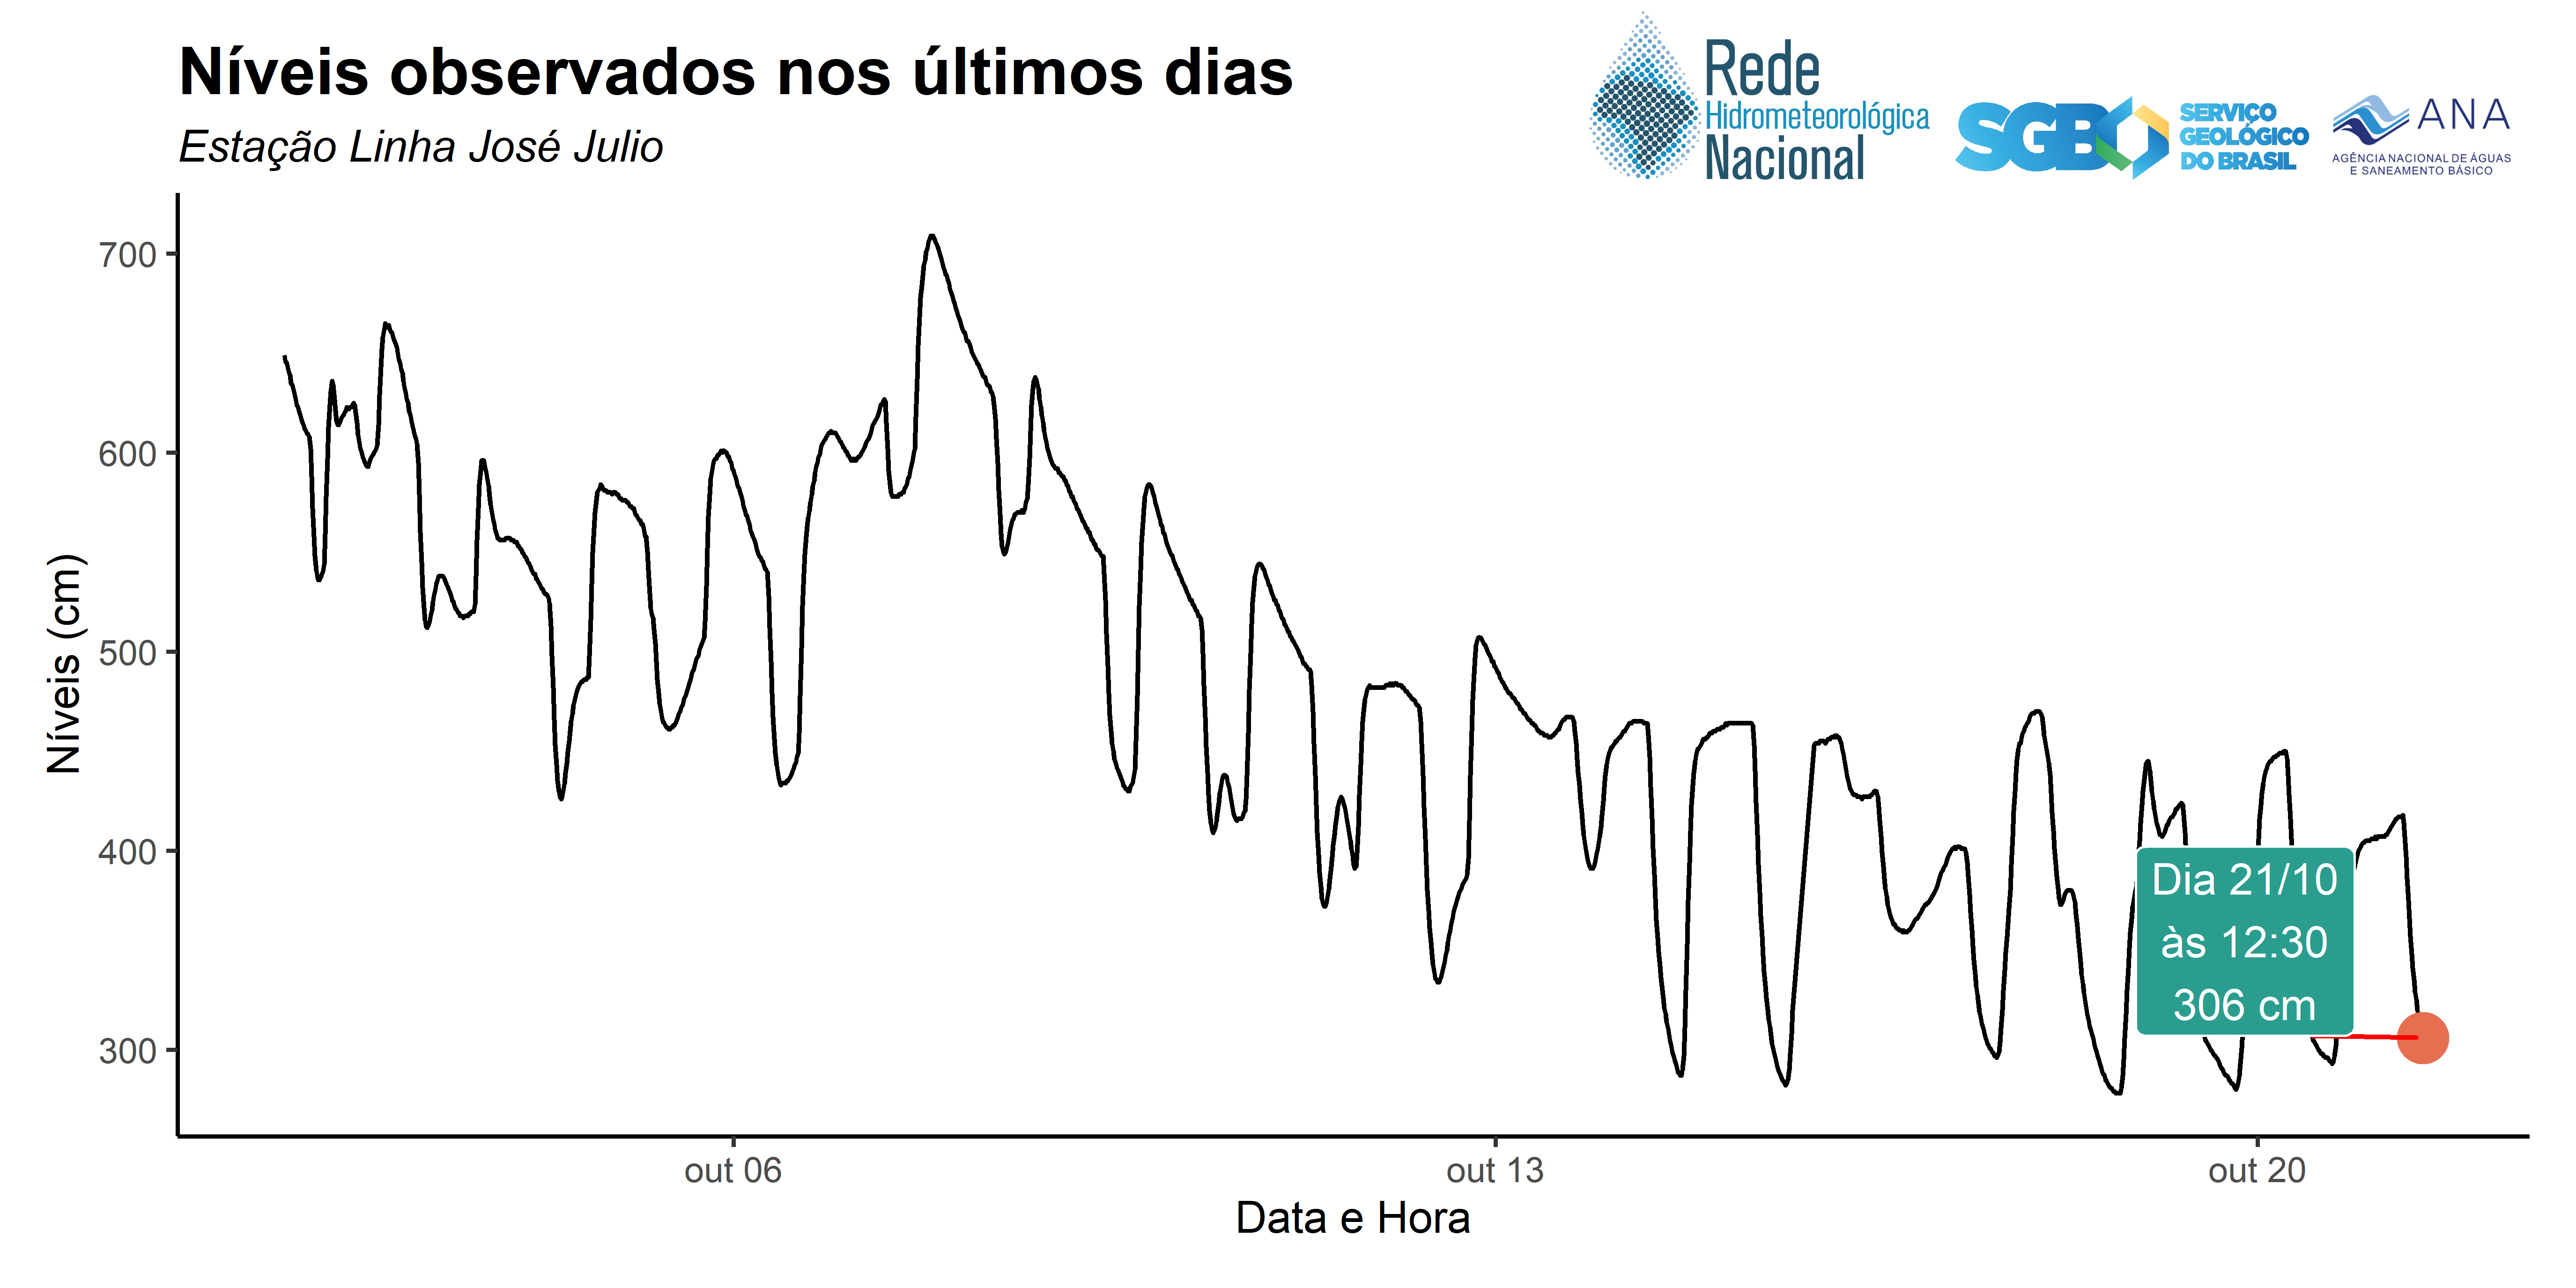 Níveis observados nos últimos dias
Estação Linha José Julio
Rede
Hidrometeorológica
Nacional
SGB
SERVIÇO
GEOLÓGICO
DO BRASIL
ANA
AGÊNCIA NACIONAL DE ÁGUAS
E SANEAMENTO BÁSICO
Níveis (cm)
700
600
500
400
300
Dia 21/10
às 12:30
306 cm
out 06
out 13
out 20
Data e Hora